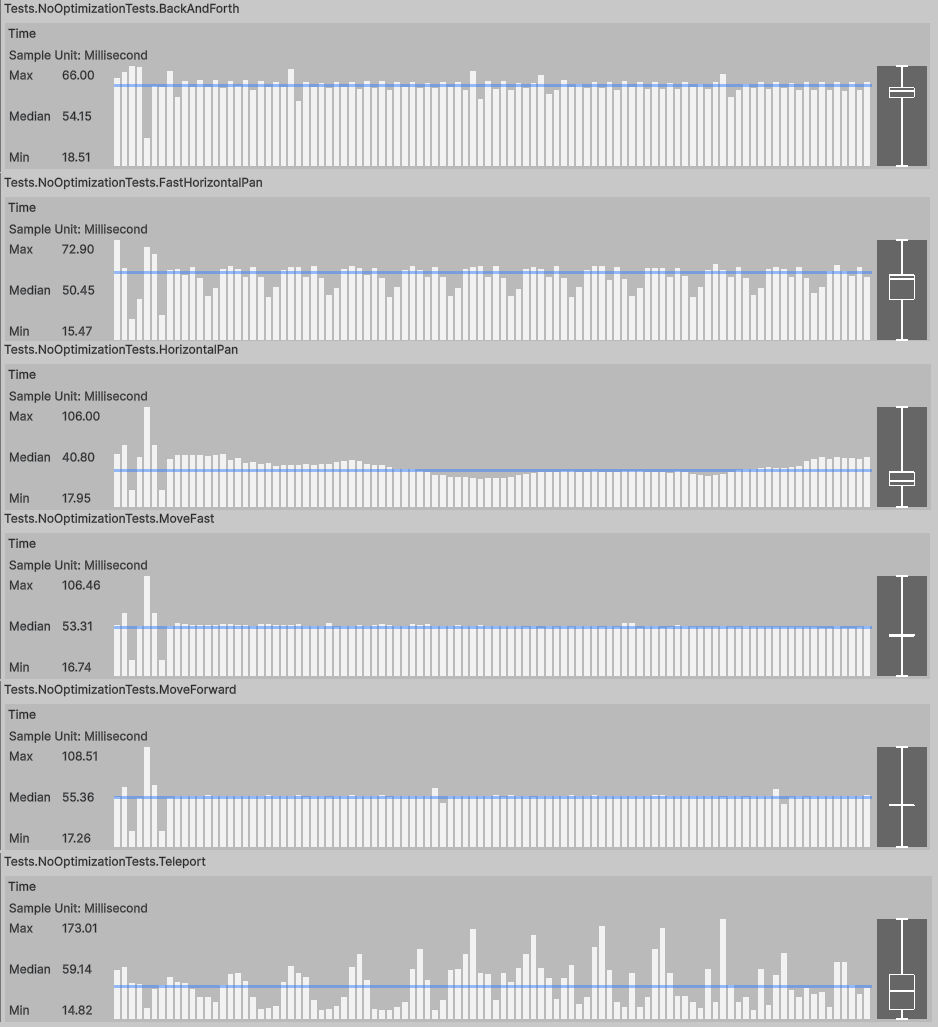 Tests.NoOptimizationTests.BackAndForth
Time
Sample Unit: Millisecond
Max 66.00
Median 54.15
Min 18.51
Tests.NoOptimizationTests.FastHorizontalPan
Time
Sample Unit: Millisecond
Max 72.90
Median 50.45
Min 15.47
Tests.NoOptimizationTests.HorizontalPan
Time
Sample Unit: Millisecond
Max 106.00
Median 40.80
Min 17.95
Tests.NoOptimizationTests.MoveFast
Time
Sample Unit: Millisecond
Max 106.46
Median 53.31
Min 16.74
Tests.NoOptimizationTests.MoveForward
Time
Sample Unit: Millisecond
Max 108.51
Median 55.36
Min 17.26
Tests.NoOptimizationTests.Teleport
Time
Sample Unit: Millisecond
Max 173.01
Median 59.14
Min 14.82